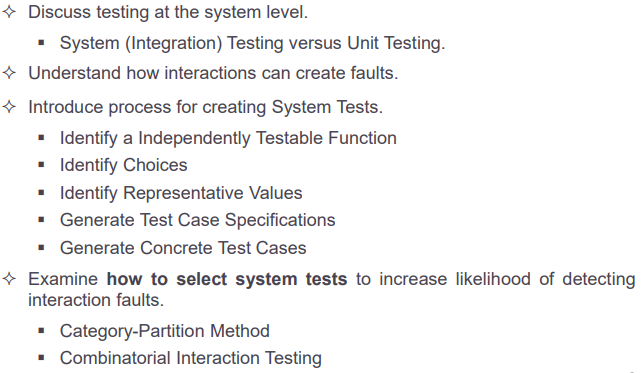 ✧ Discuss testing at the system level.
▪ System (Integration) Testing versus Unit Testing.
✧ Understand how interactions can create faults.
✧ Introduce process for creating System Tests.
▪ Identify a Independently Testable Function
▪ Identify Choices
▪ Identify Representative Values
▪ Generate Test Case Specifications
▪ Generate Concrete Test Cases
✧ Examine how to select system tests to increase likelihood of detecting
interaction faults.
▪ Category-Partition Method
▪ Combinatorial Interaction Testing